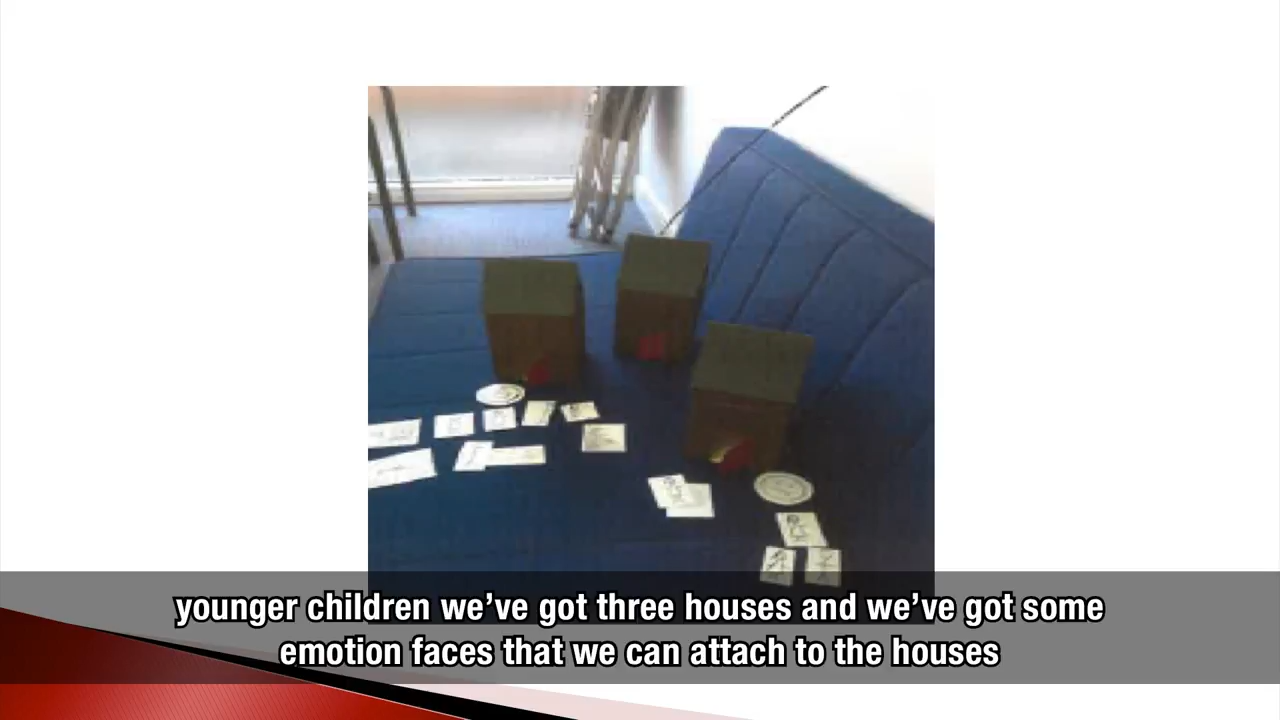 younger children we've got three houses and we've got some
emotion faces that we can attach to the houses